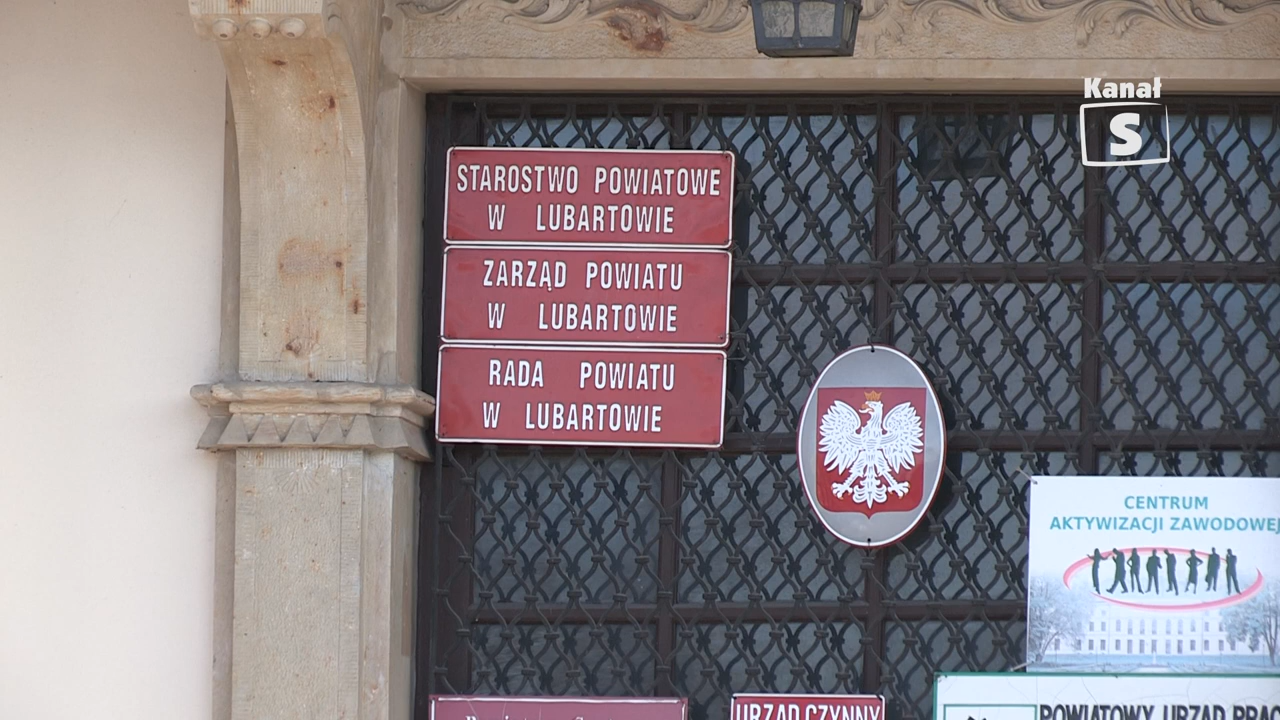 Kanał
S
STAROSTWO POWIATOWE
W LUBARTOWIE
ZARZĄD POWIATU
W LUBARTOWIE
RADA POWIATU
W LUBARTOWIE
CENTRUM
AKTYWIZACJI ZAWODOWEJ
URZĄD CZYNNY
POWIATOWY URZĄD PRAC